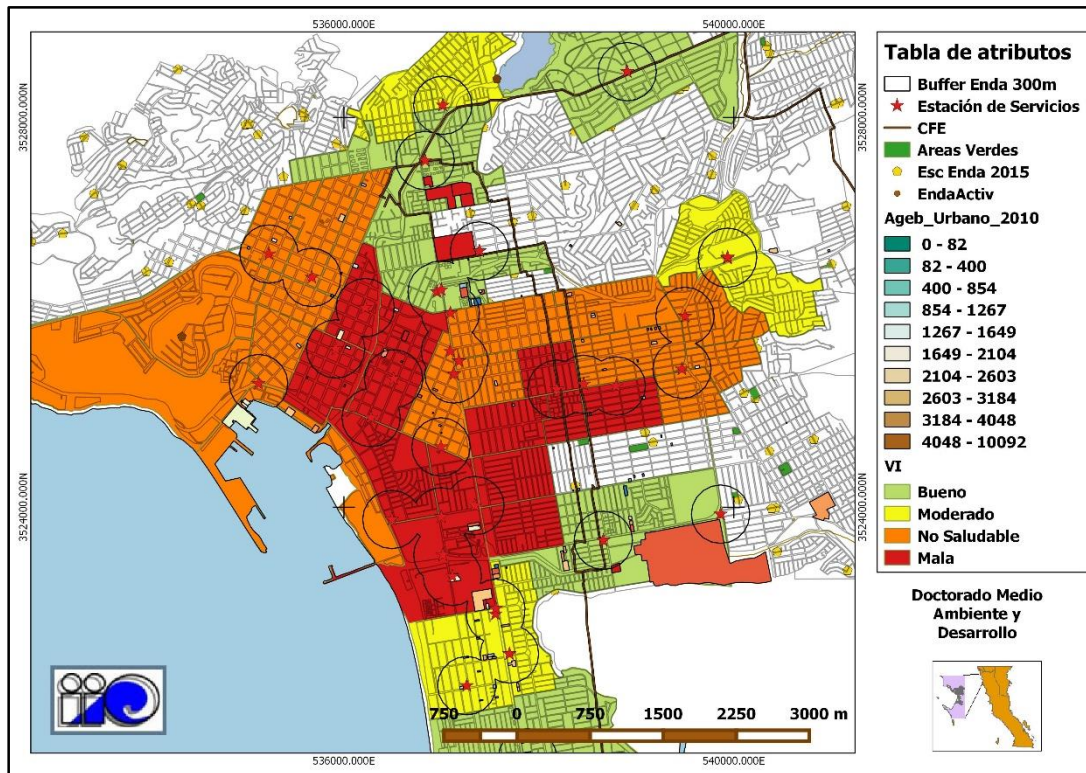 536000.000E
540000.000E
3528000.000N
3528000.000N
3524000.000N
3524000.000N
Tabla de atributos
Buffer Enda 300m
Estación de Servicios
CFE
Areas Verdes
Esc Enda 2015
EndaActiv
Ageb_Urbano_2010
0 - 82
82 - 400
400 - 854
854 - 1267
1267 - 1649
1649 - 2104
2104 - 2603
2603 - 3184
3184 - 4048
4048 - 10092
VI
Bueno
Moderado
No Saludable
Mala
Doctorado Medio
Ambiente y
Desarrollo
iio
750 0 750 1500 2250 3000 m
536000.000E
540000.000E